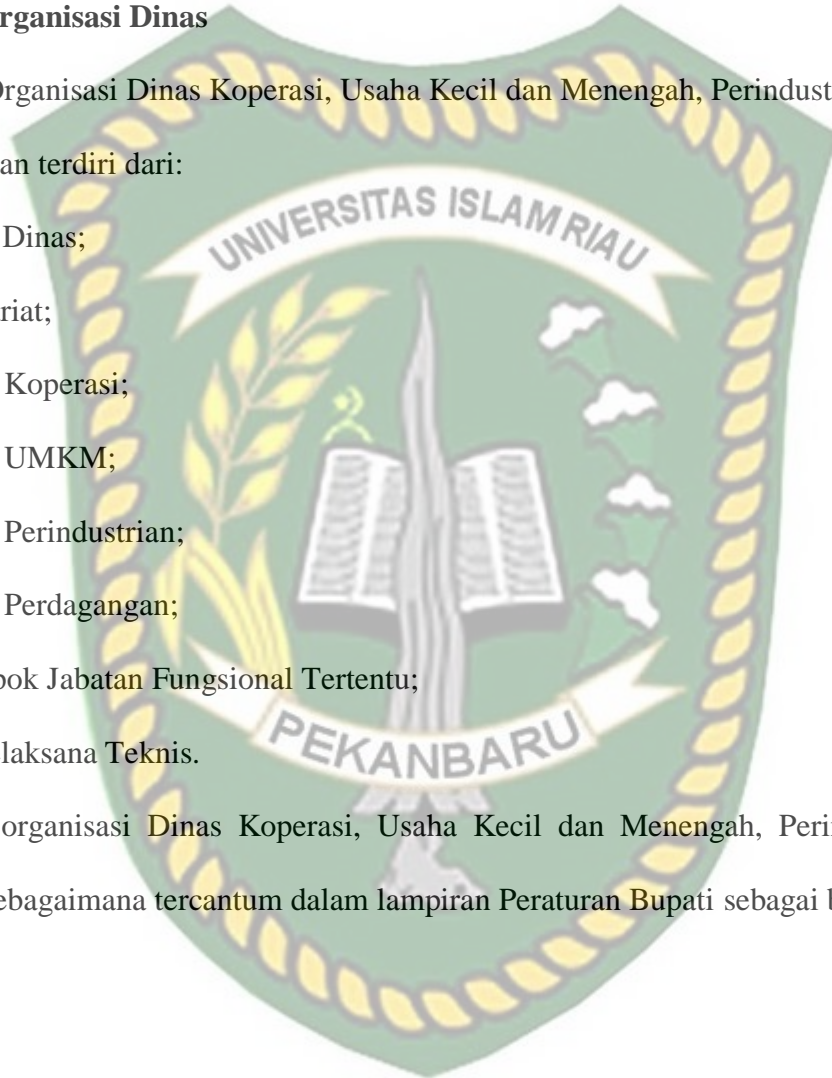 rganisasi Dinas
Organisasi Dinas Koperasi, Usaha Kecil dan Menengah, Perindust
an terdiri dari:
UNIVERSITAS ISLAM RIAU
Dinas;
riat;
Koperasi;
UMKM;
Perindustrian;
Perdagangan;
pok Jabatan Fungsional Tertentu;
laksana Teknis.
PEKANBARU
organisasi Dinas Koperasi, Usaha Kecil dan Menengah, Peri
ebagaimana tercantum dalam lampiran Peraturan Bupati sebagai b